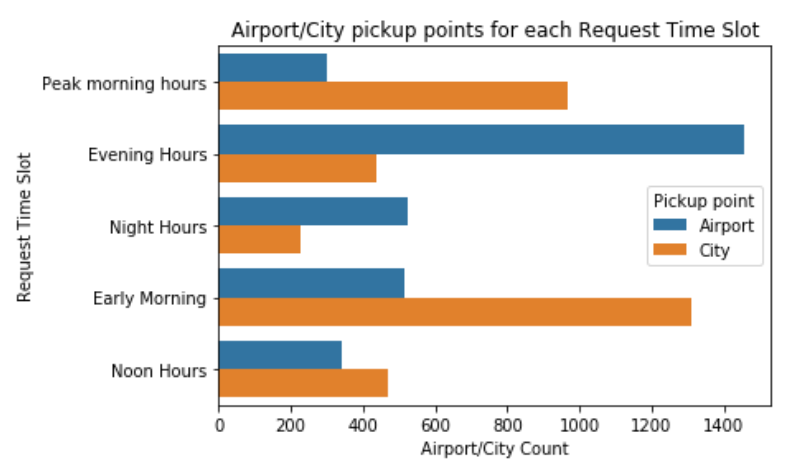 Airport/City pickup points for each Request Time Slot
Request Time Slot
Peak morning hours
Evening Hours
Night Hours
Early Morning
Noon Hours
Pickup point
Airport
City
0 200 400 600 800 1000 1200 1400
Airport/City Count